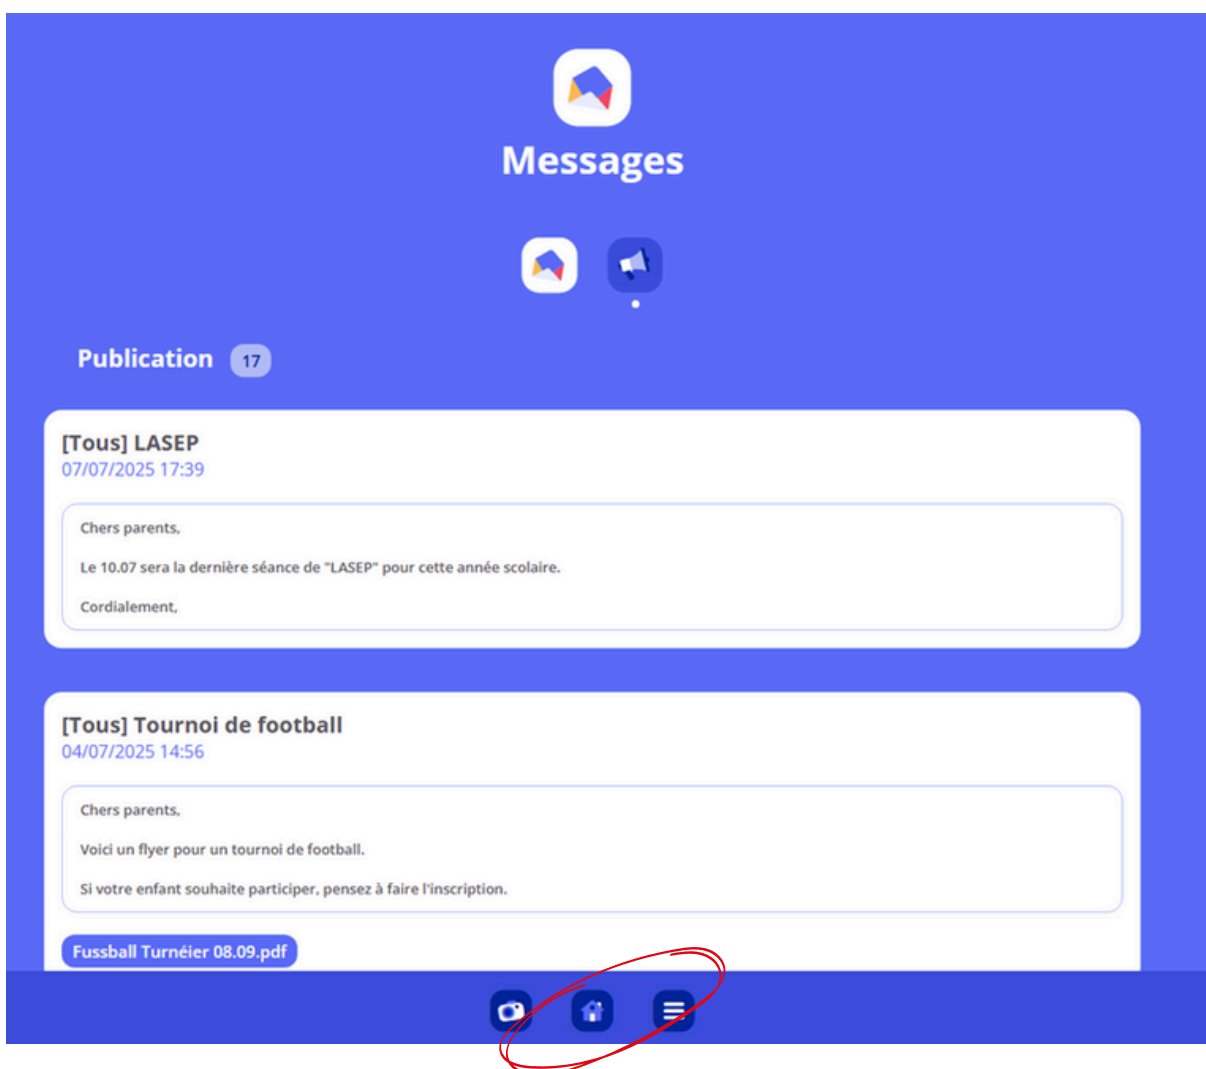 Messages
Publication 17
[Tous] LASEP
07/07/2025 17:39
Chers parents,
Le 10.07 sera la dernière séance de "LASEP" pour cette année scolaire.
Cordialement,
[Tous] Tournoi de football
04/07/2025 14:56
Chers parents,
Voici un flyer pour un tournoi de football.
Si votre enfant souhaite participer, pensez à faire l'inscription.
Fussball Turnéier 08.09.pdf